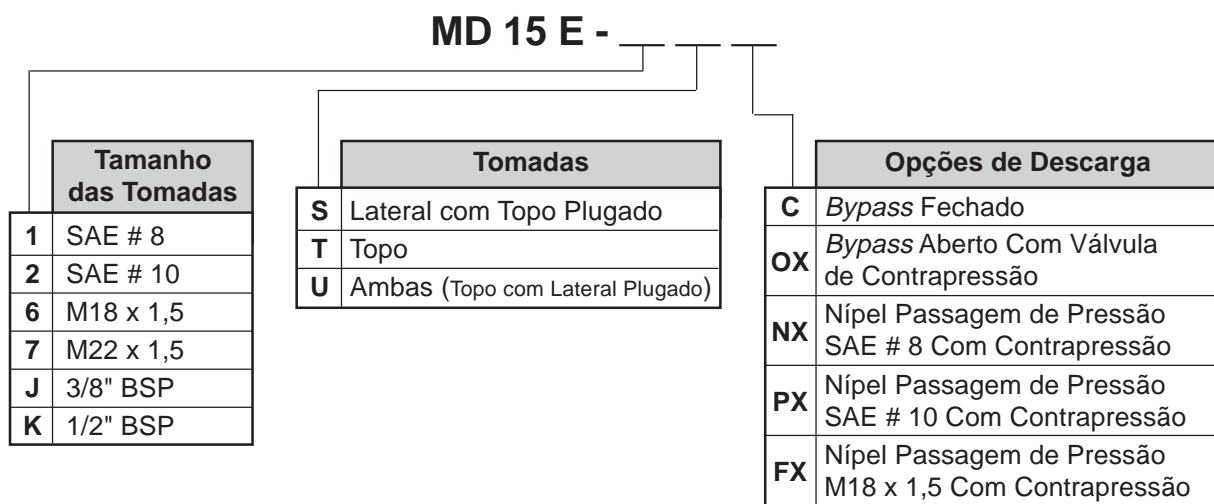 MD 15 E - __ __ __
Tamanho
das Tomadas
1 SAE # 8
2 SAE # 10
6 M18 x 1,5
7 M22 x 1,5
J 3/8" BSP
K 1/2" BSP
Tomadas
S Lateral com Topo Plugado
T Topo
U Ambas (Topo com Lateral Plugado)
Opções de Descarga
C Bypass Fechado
OX Bypass Aberto Com Válvula
de Contrapressão
NX Nípel Passagem de Pressão
SAE # 8 Com Contrapressão
PX Nípel Passagem de Pressão
SAE # 10 Com Contrapressão
FX Nípel Passagem de Pressão
M18 x 1,5 Com Contrapressão